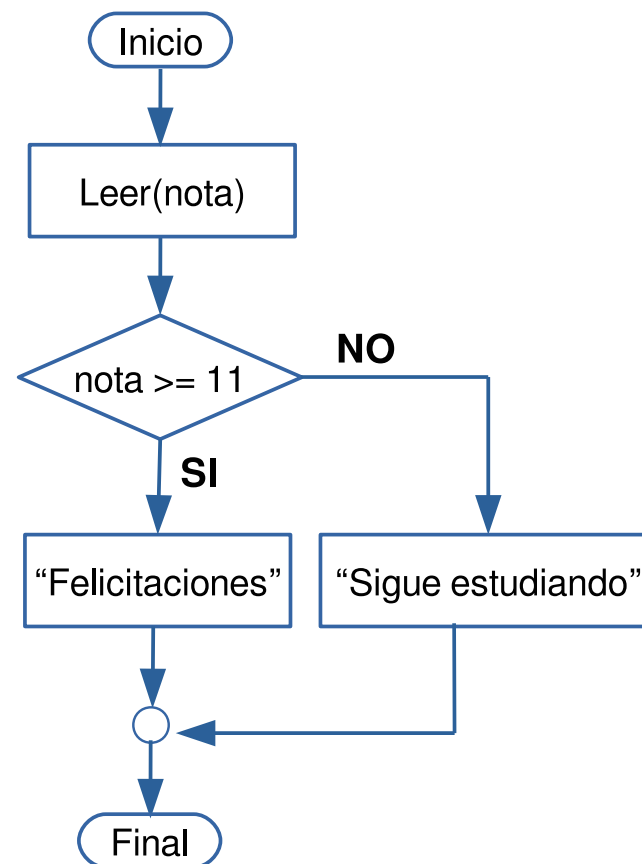 Inicio
Leer(nota)
nota >= 11
NO
SI
“Felicitaciones”
“Sigue estudiando”
Final